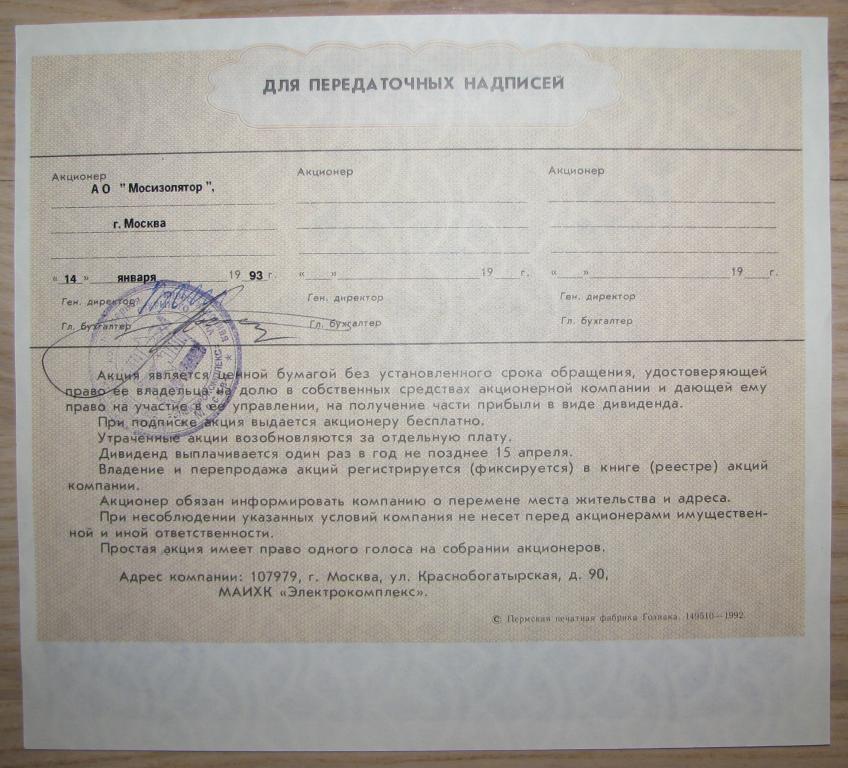 ДЛЯ ПЕРЕДАТОЧНЫХ НАДПИСЕЙ
Акционер
АО "Мосизолятор",
г. Москва
« 14 » января 19 93 г.
Ген. директор
Гл. бухгалтер
Акционер
« » 19 г.
Ген. директор
Гл. бухгалтер
Акционер
« » 19 г.
Ген. директор
Гл. бухгалтер
Акция является ценной бумагой без установленного срока обращения, удостоверяющей
право ее владельца на долю в собственных средствах акционерной компании и дающей ему
право на участие в ее управлении, на получение части прибыли в виде дивиденда.
При подписке акция выдается акционеру бесплатно.
Утраченные акции возобновляются за отдельную плату.
Дивиденд выплачивается один раз в год не позднее 15 апреля.
Владение и перепродажа акций регистрируется (фиксируется) в книге (реестре) акций
компании.
Акционер обязан информировать компанию о перемене места жительства и адреса.
При несоблюдении указанных условий компания не несет перед акционерами имуществен-
ной и иной ответственности.
Простая акция имеет право одного голоса на собрании акционеров.
Адрес компании: 107979, г. Москва, ул. Краснобогатырская, д. 90,
МАИХК «Электрокомплекс».
© Пермская печатная фабрика Гознака. 149510—1992.